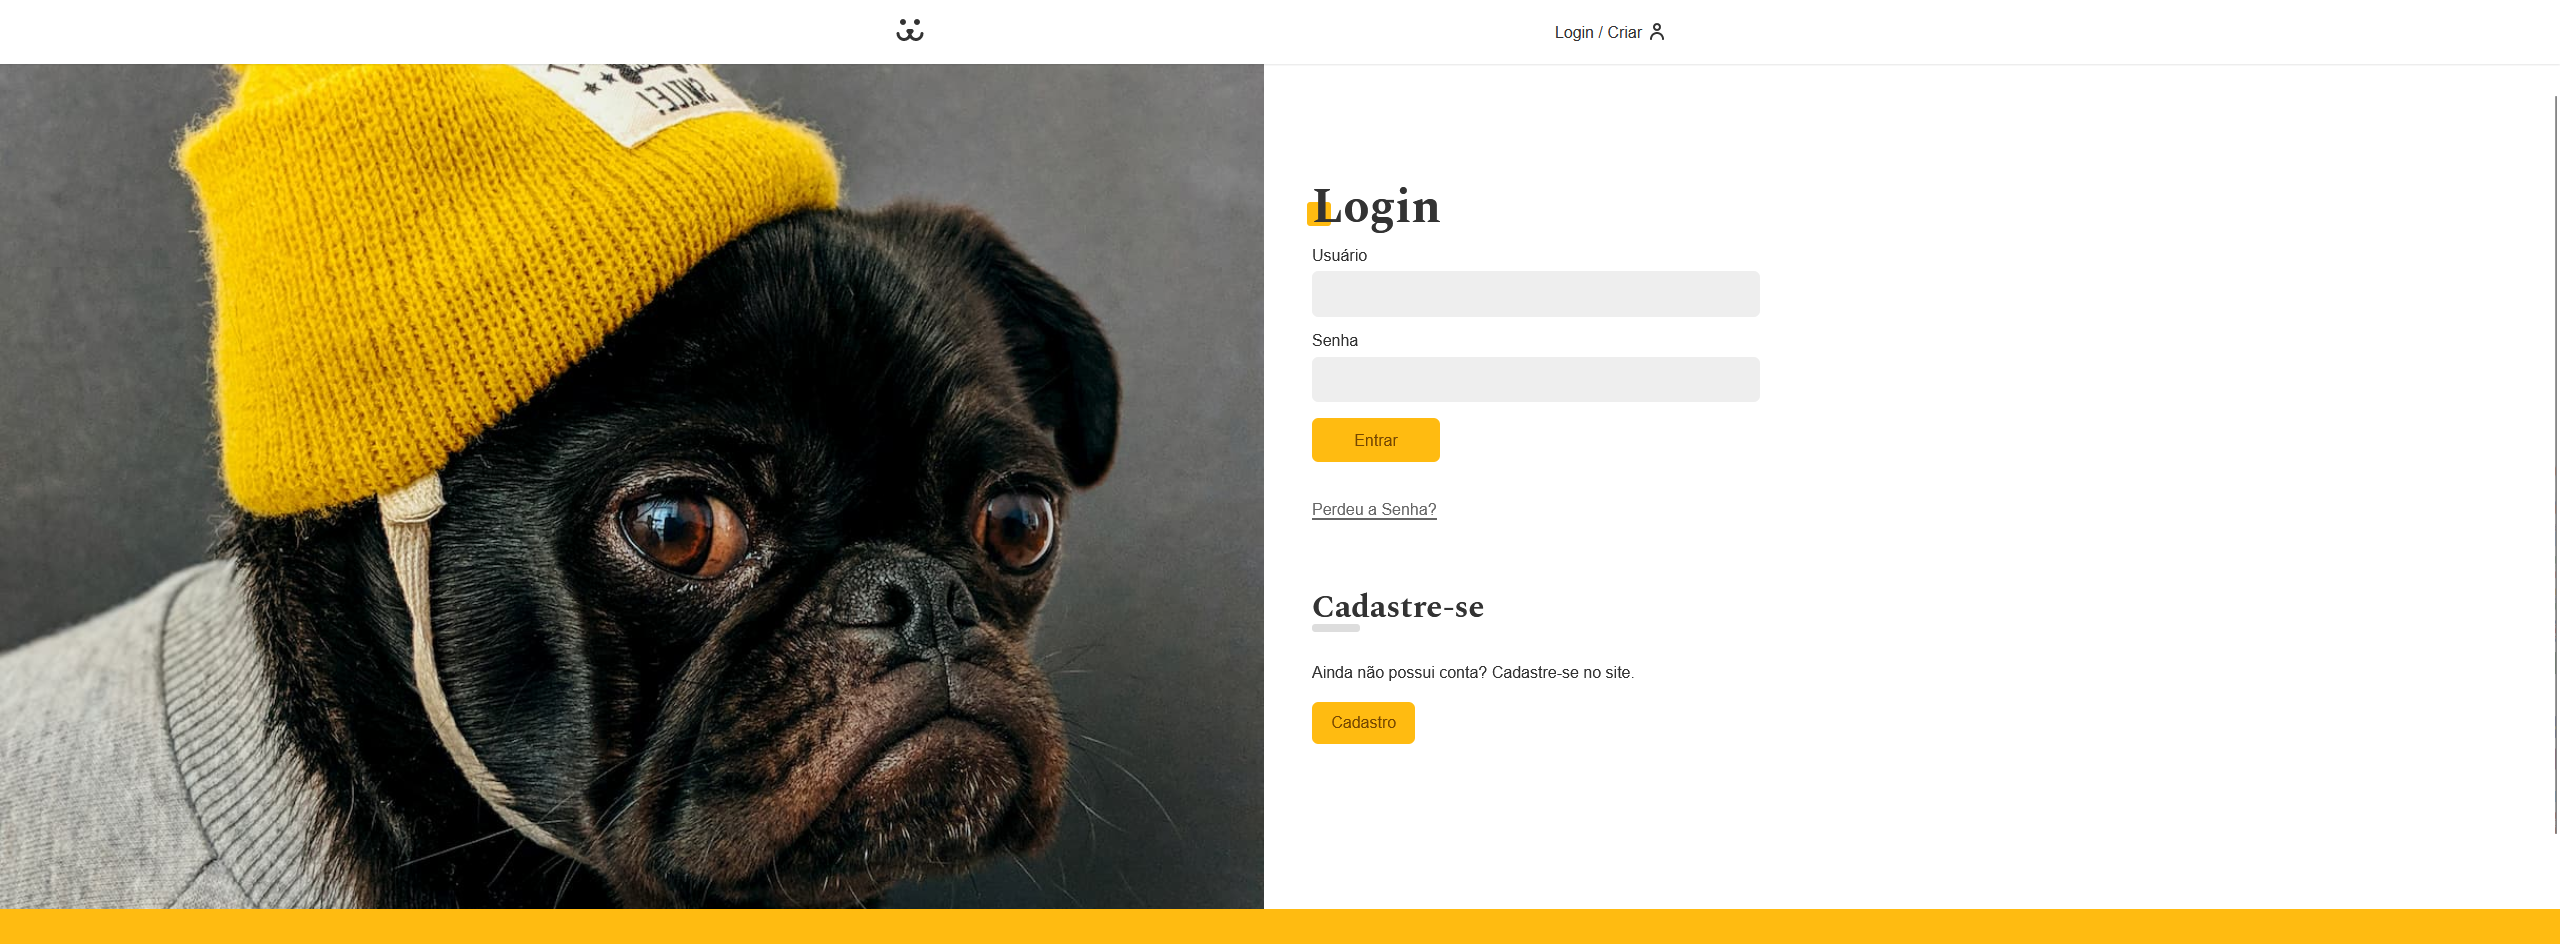 Login / Criar
SMILE!
Login
Usuário
Senha
Entrar
Perdeu a Senha?
Cadastre-se
Ainda não possui conta? Cadastre-se no site.
Cadastro